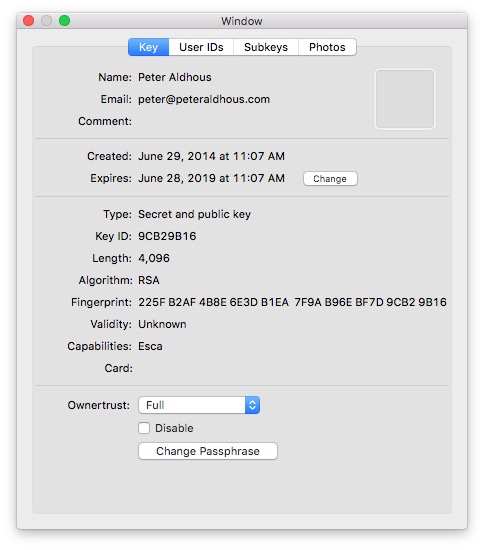 Window
Key User IDs Subkeys Photos
Name: Peter Aldhous
Email: peter@peteraldhous.com
Comment:
Created: June 29, 2014 at 11:07 AM
Expires: June 28, 2019 at 11:07 AM Change
Type: Secret and public key
Key ID: 9CB29B16
Length: 4,096
Algorithm: RSA
Fingerprint: 225F B2AF 4B8E 6E3D B1EA 7F9A B96E BF7D 9CB2 9B16
Validity: Unknown
Capabilities: Esca
Card:
Ownertrust: Full
Disable
Change Passphrase